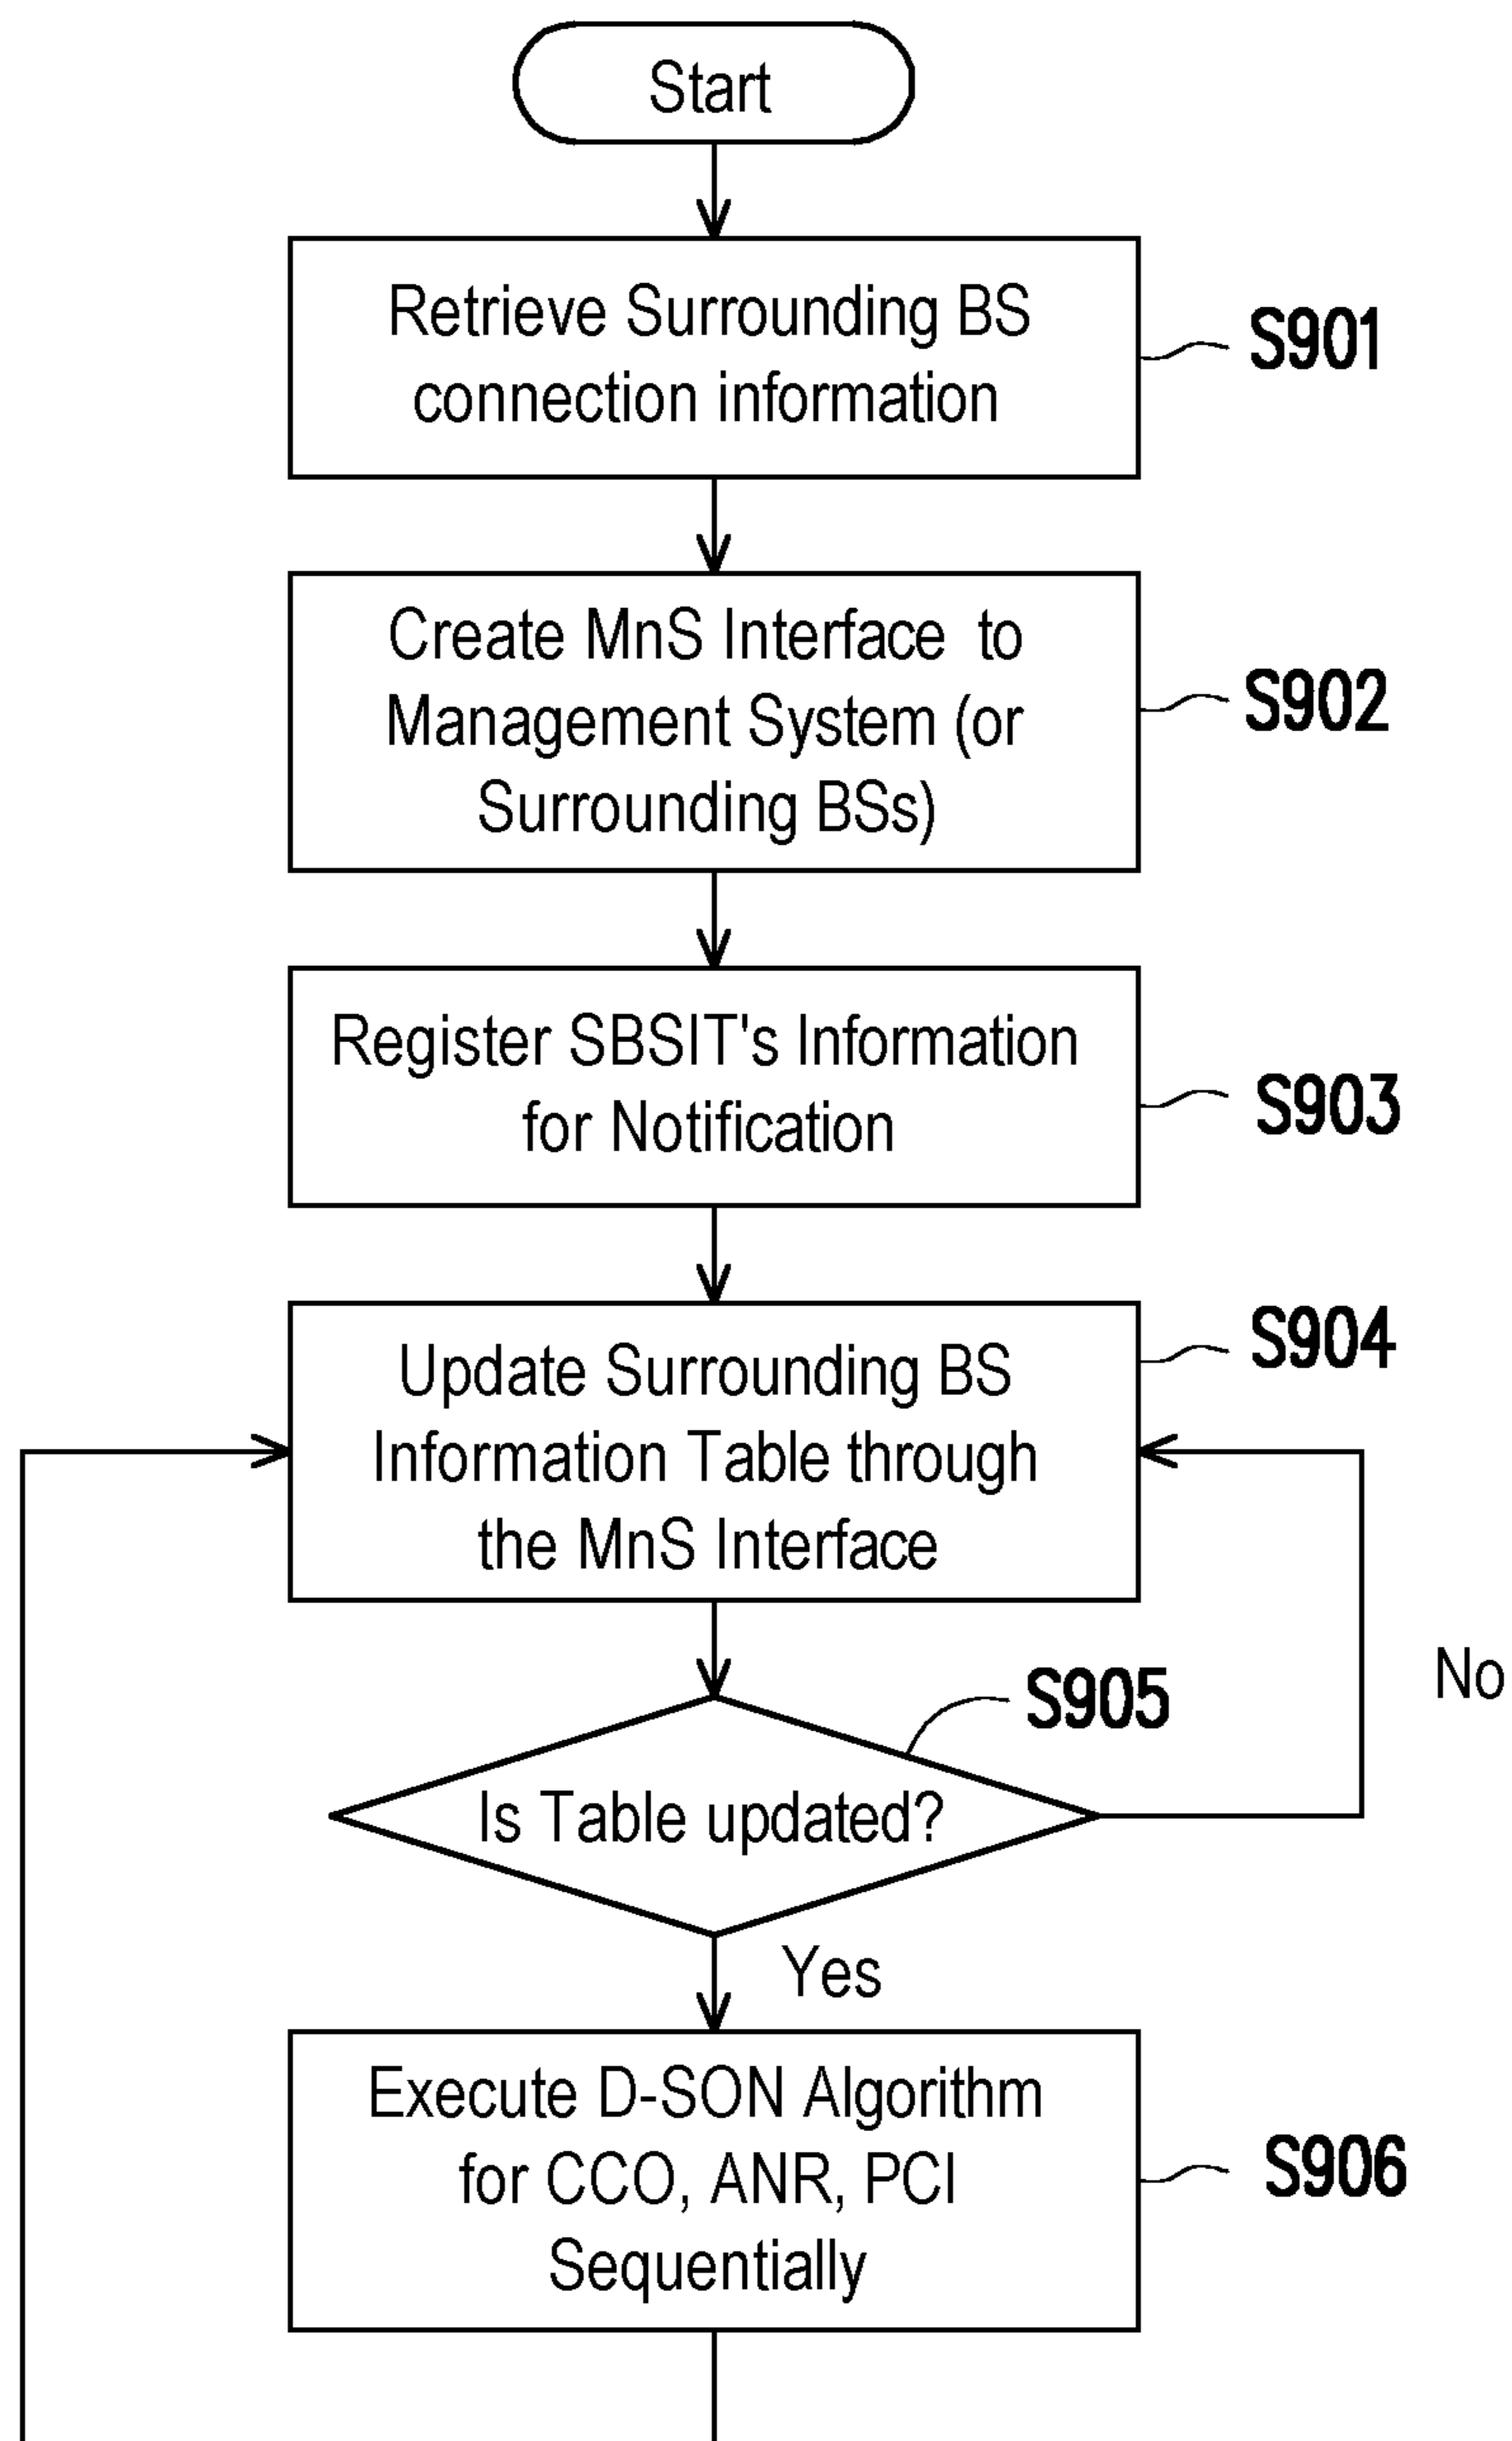 Start
Retrieve Surrounding BS
connection information
S901
Create MnS Interface to
Management System (or
Surrounding BSs)
S902
Register SBSIT's Information
for Notification
S903
Update Surrounding BS
Information Table through
the MnS Interface
S904
No
S905
Is Table updated?
Yes
Execute D-SON Algorithm
for CCO, ANR, PCI
Sequentially
S906